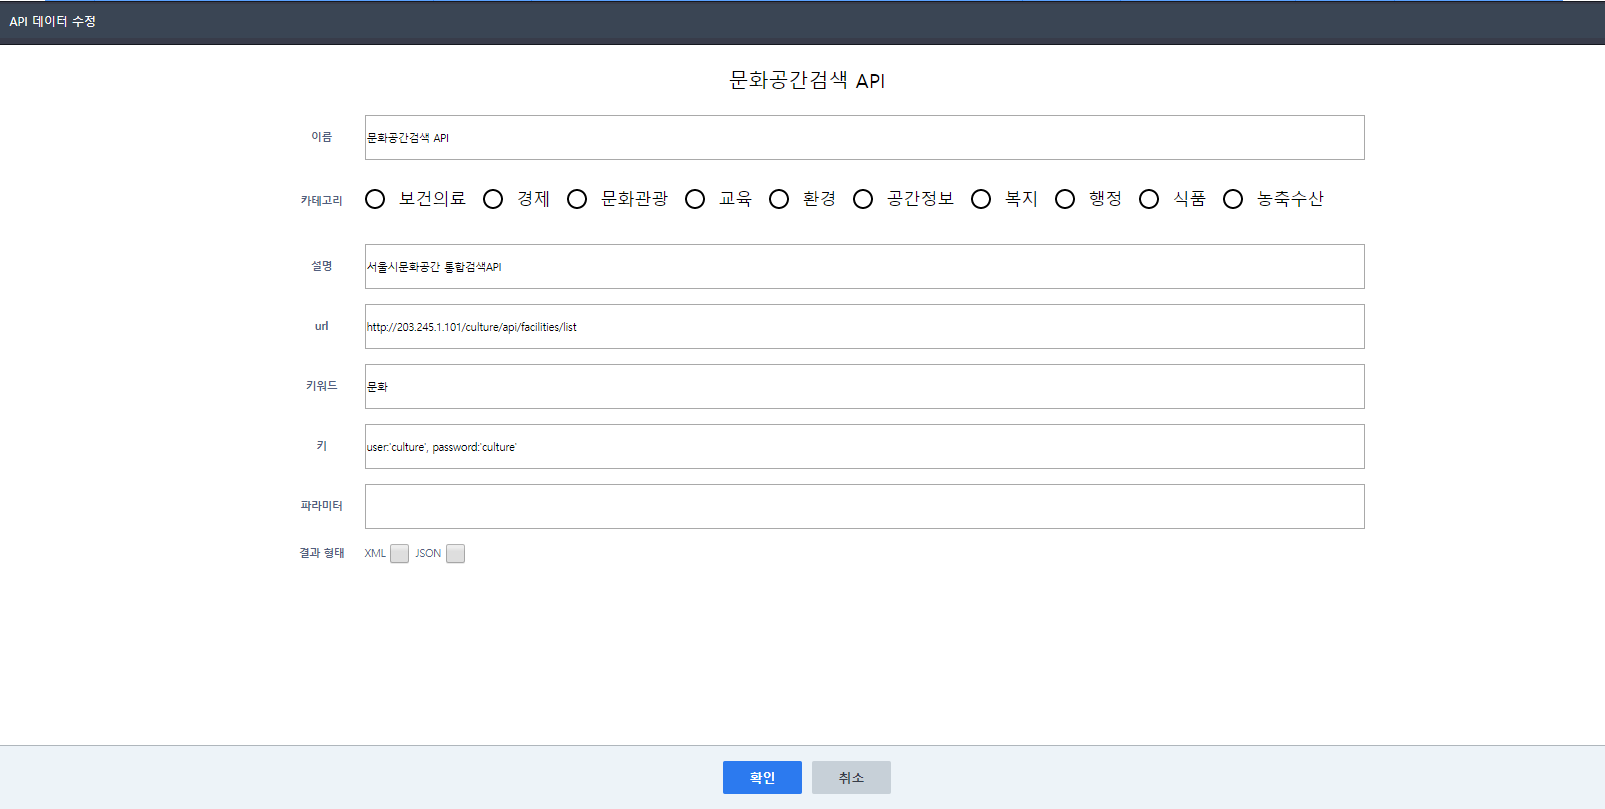 API 데이터 수정
문화공간검색 API
이름 문화공간검색 API
카테고리 보건의료 경제 문화관광 교육 환경 공간정보 복지 행정 식품 농축수산
설명 서울시문화공간 통합검색API
url http://203.245.1.101/culture/api/facilities/list
키워드 문화
키 user:'culture', password:'culture'
파라미터
결과 형태 XML JSON
확인 취소